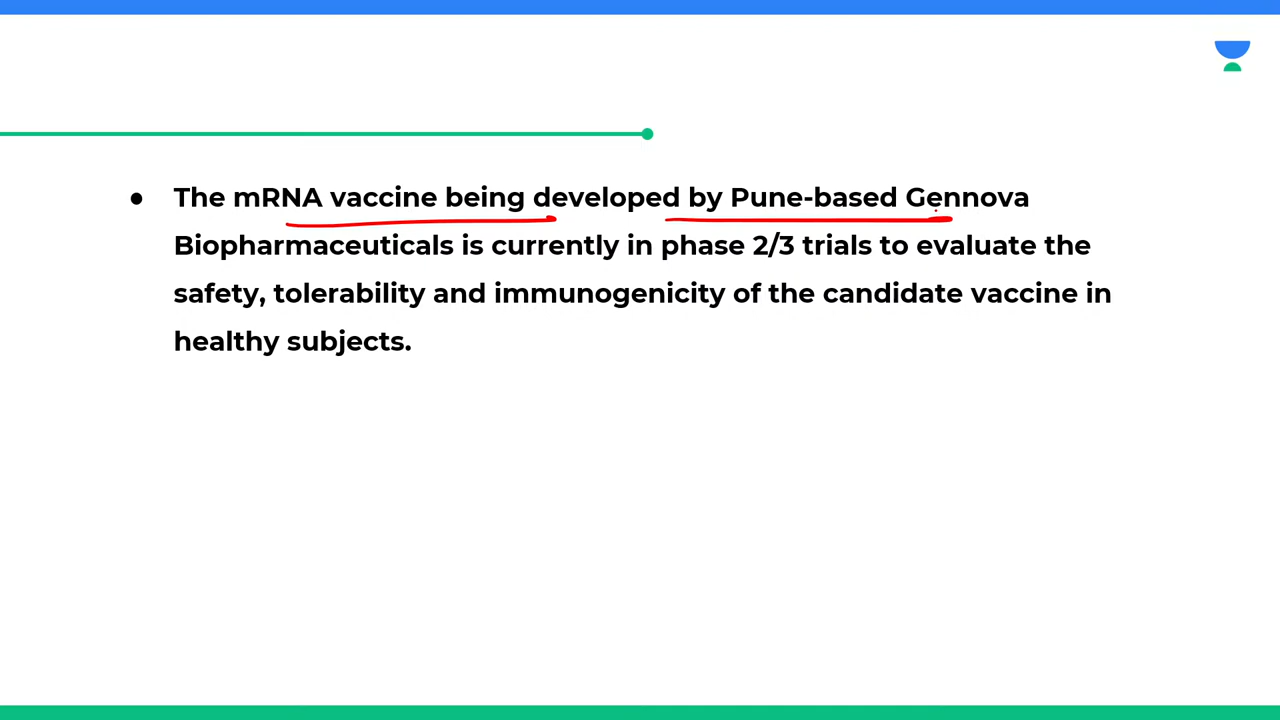 ● The mRNA vaccine being developed by Pune-based Gennova
Biopharmaceuticals is currently in phase 2/3 trials to evaluate the
safety, tolerability and immunogenicity of the candidate vaccine in
healthy subjects.